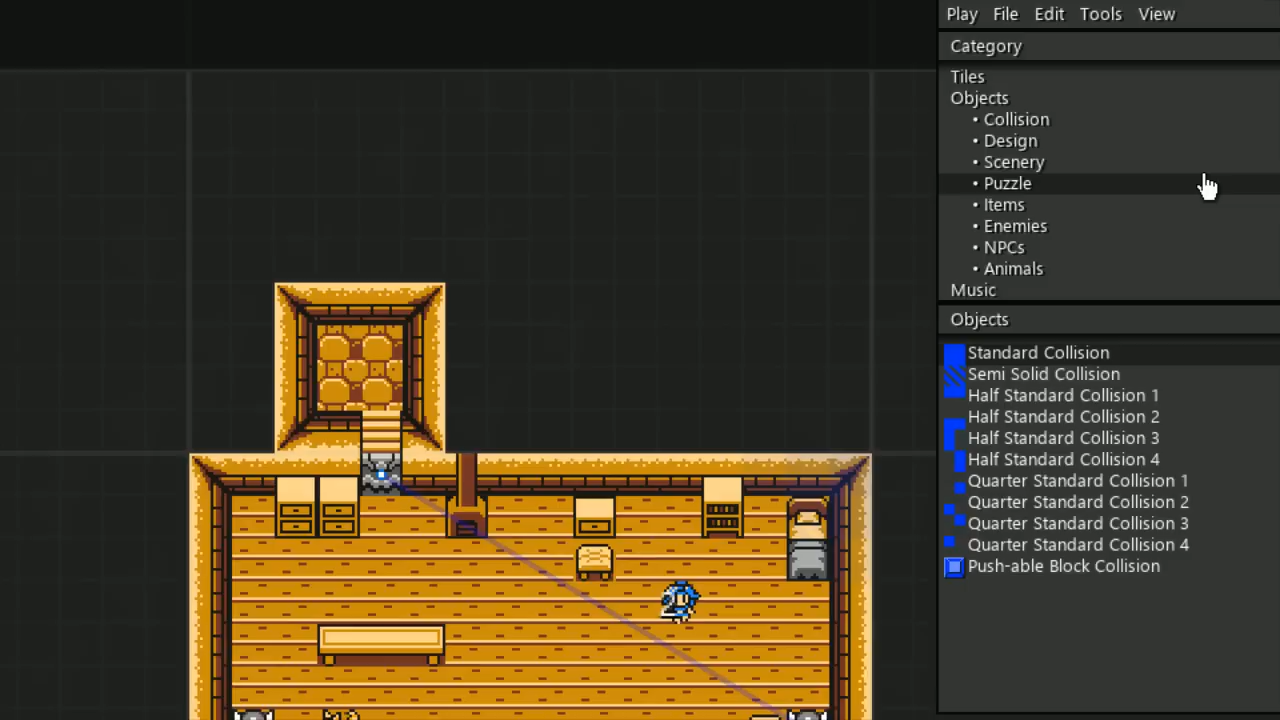 Play File Edit Tools View
Category
Tiles
Objects
• Collision
• Design
• Scenery
• Puzzle
• Items
• Enemies
• NPCs
• Animals
Music
Objects
Standard Collision
Semi Solid Collision
Half Standard Collision 1
Half Standard Collision 2
Half Standard Collision 3
Half Standard Collision 4
Quarter Standard Collision 1
Quarter Standard Collision 2
Quarter Standard Collision 3
Quarter Standard Collision 4
Push-able Block Collision